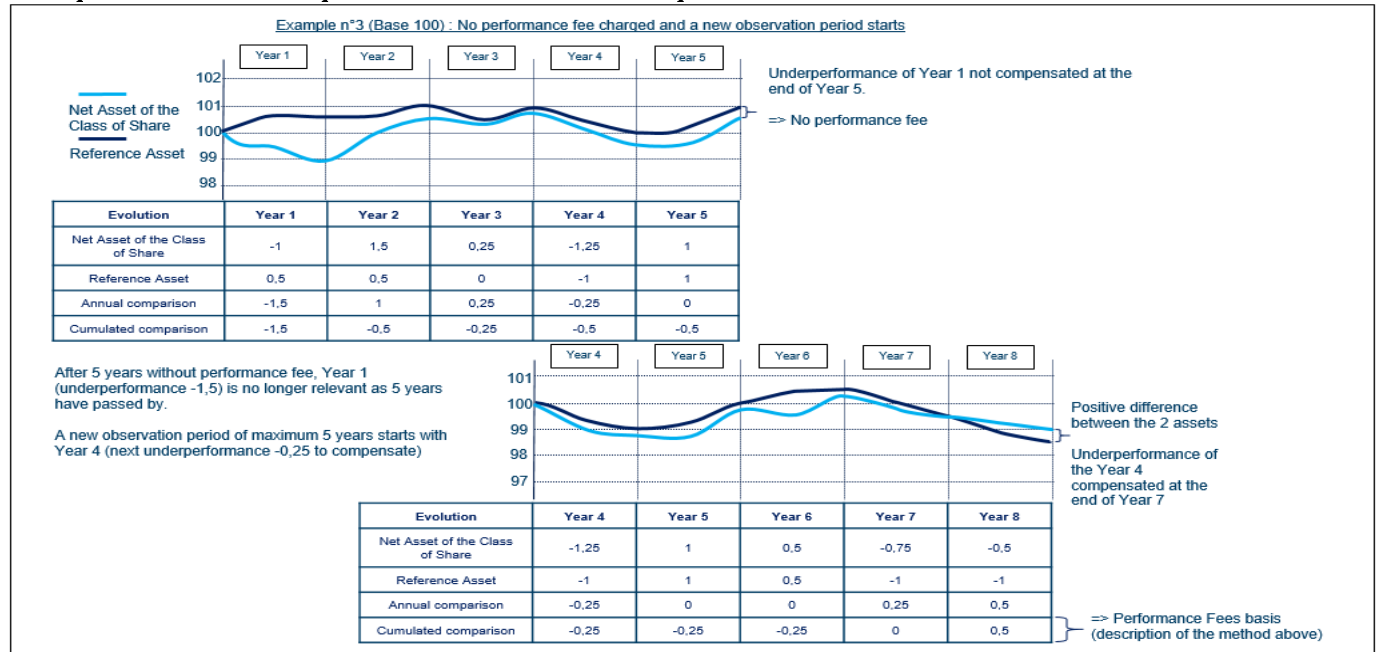 Example n°3 (Base 100) : No performance fee charged and a new observation period starts
Year 1 Year 2 Year 3 Year 4 Year 5
102
101
100
99
98
Net Asset of the
Class of Share
Reference Asset
Underperformance of Year 1 not compensated at the
end of Year 5.
=> No performance fee
Evolution Year 1 Year 2 Year 3 Year 4 Year 5
Net Asset of the Class
of Share -1 1,5 0,25 -1,25 1
Reference Asset 0,5 0,5 0 -1 1
Annual comparison -1,5 1 0,25 -0,25 0
Cumulated comparison -1,5 -0,5 -0,25 -0,5 -0,5
After 5 years without performance fee, Year 1
(underperformance -1,5) is no longer relevant as 5 years
have passed by.
A new observation period of maximum 5 years starts with
Year 4 (next underperformance -0,25 to compensate)
Year 4 Year 5 Year 6 Year 7 Year 8
101
100
99
98
97
Positive difference
between the 2 assets
Underperformance of
the Year 4
compensated at the
end of Year 7
Evolution Year 4 Year 5 Year 6 Year 7 Year 8
Net Asset of the Class
of Share -1,25 1 0,5 -0,75 -0,5
Reference Asset -1 1 0,5 -1 -1
Annual comparison -0,25 0 0 0,25 0,5
Cumulated comparison -0,25 -0,25 -0,25 0 0,5
=> Performance Fees basis
(description of the method above)